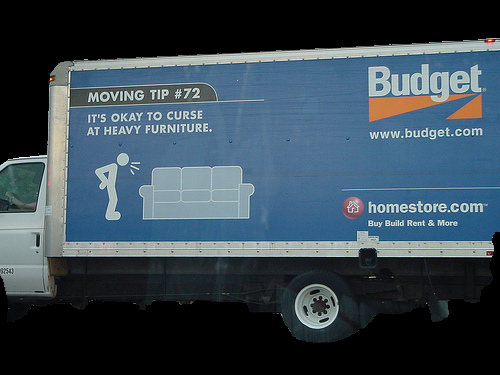 MOVING TIP #72
IT'S OKAY TO CURSE
AT HEAVY FURNITURE.
Budget
www.budget.com
homestore.com
Buy Build Rent & More